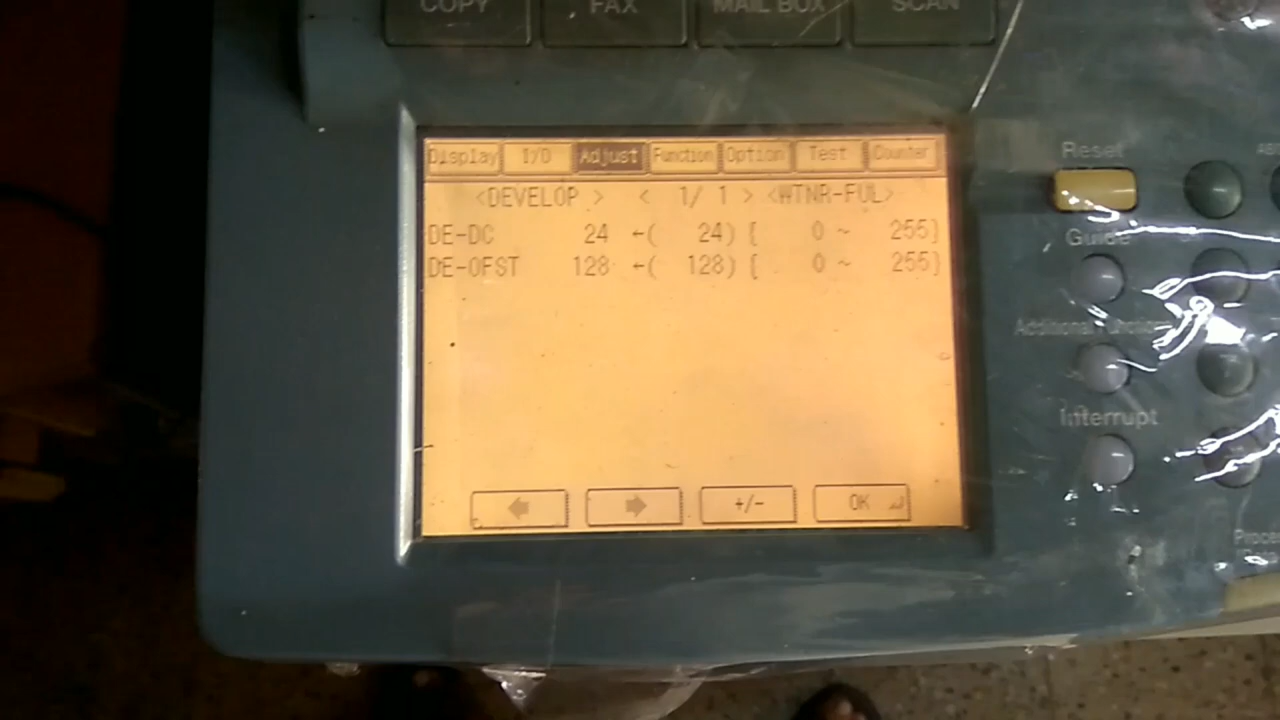 COPY FAX MAIL BOX SCAN
Display I/O Adjust Function Option Test Counter
<DEVELOP > < 1/ 1 > <WTNR-FUL>
DE-DC 24 ←( 24) [ 0 ~ 255]
DE-OFST 128 ←( 128) [ 0 ~ 255]
← → +/- OK
Reset
Guide
Additional Functions
Interrupt